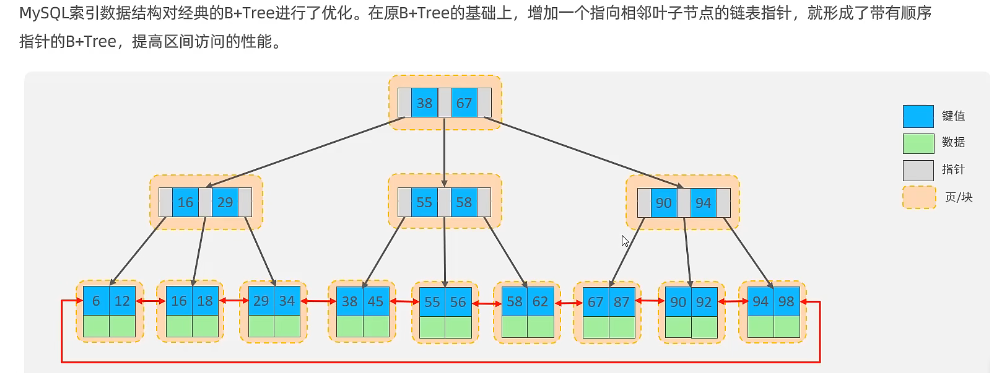 MySQL索引数据结构对经典的B+Tree进行了优化。在原B+Tree的基础上，增加一个指向相邻叶子节点的链表指针，就形成了带有顺序
指针的B+Tree，提高区间访问的性能。
38 67
键值
数据
指针
页/块
16 29
55 58
90 94
6 12 16 18 29 34 38 45 55 56 58 62 67 87 90 92 94 98